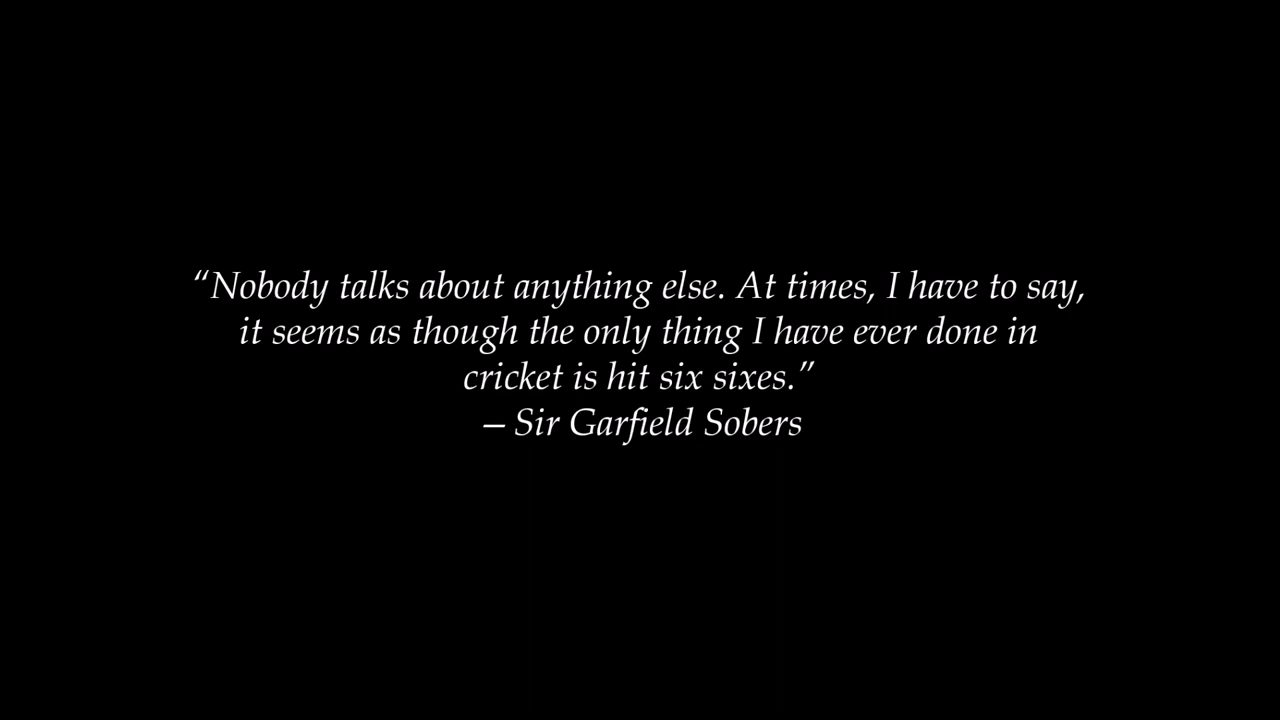 “Nobody talks about anything else. At times, I have to say,
it seems as though the only thing I have ever done in
cricket is hit six sixes.”
– Sir Garfield Sobers